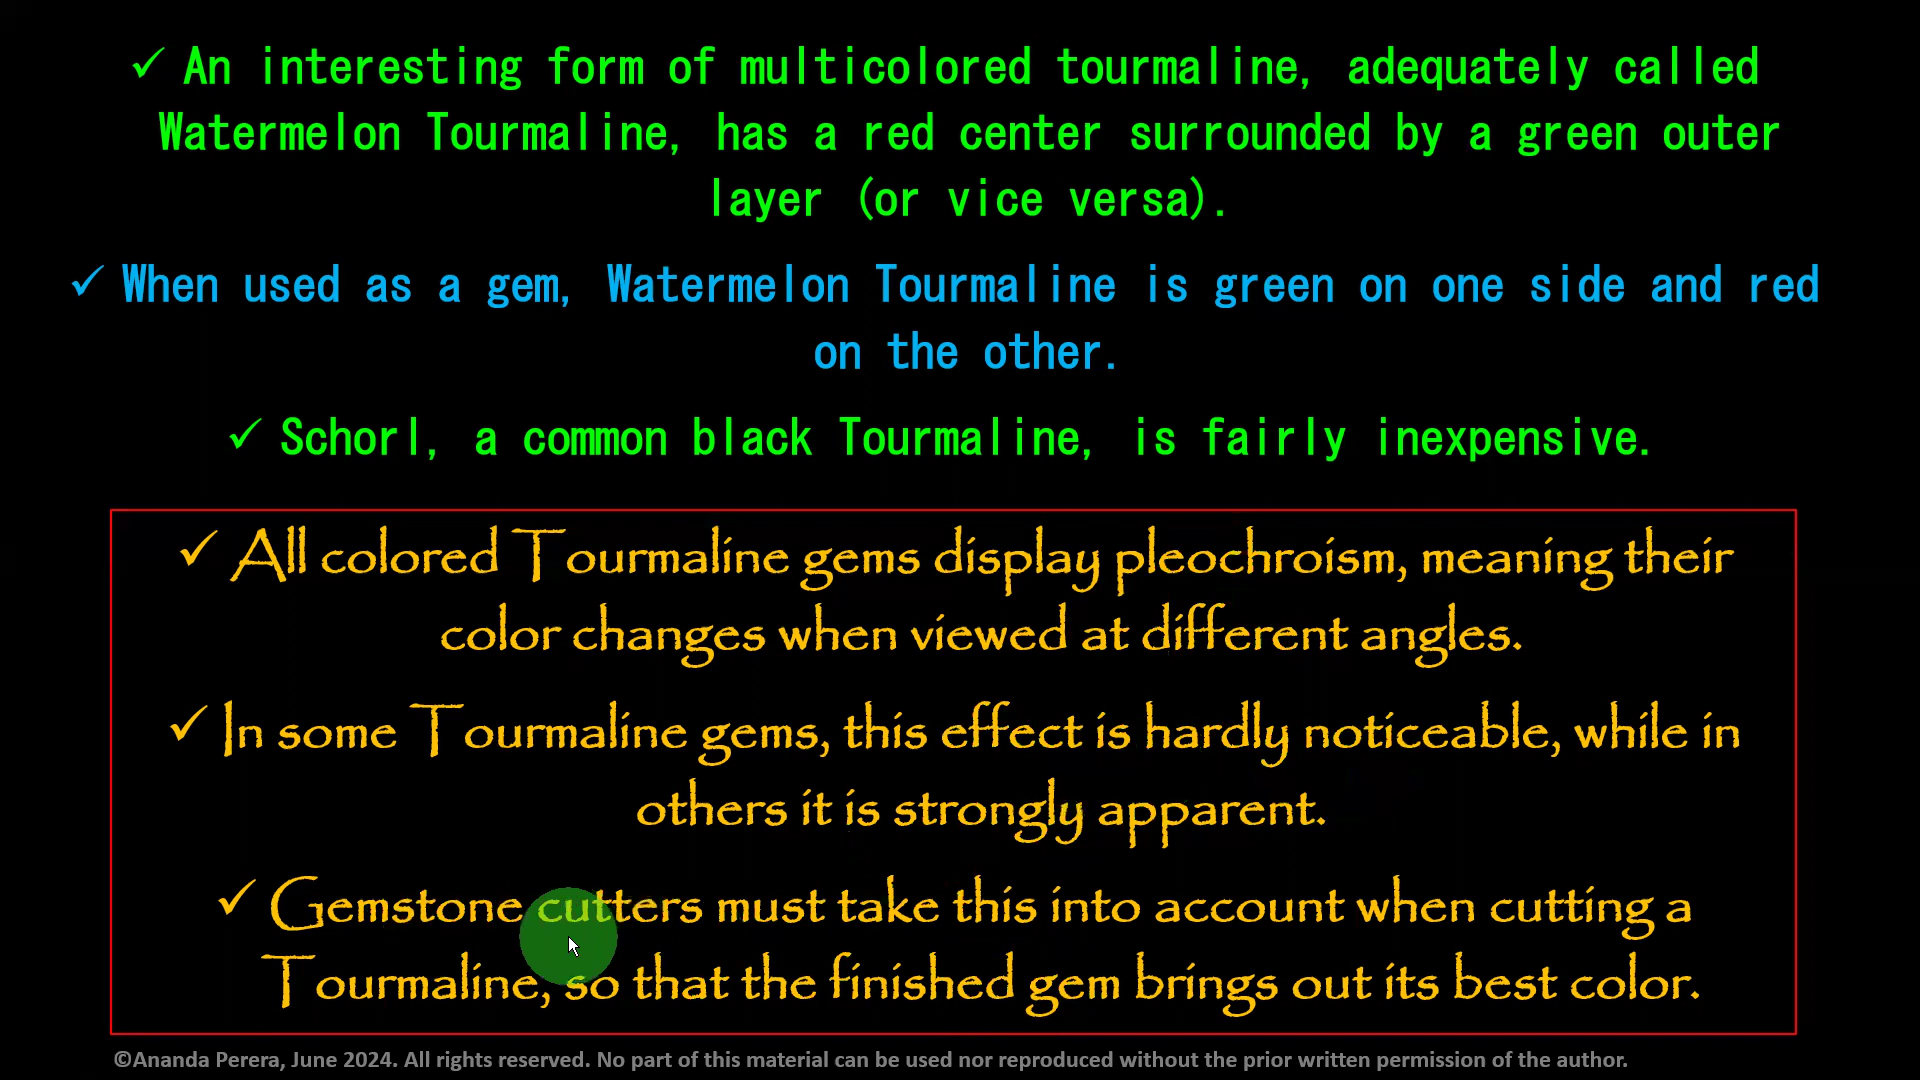 ✓ An interesting form of multicolored tourmaline, adequately called
Watermelon Tourmaline, has a red center surrounded by a green outer
layer (or vice versa).
✓ When used as a gem, Watermelon Tourmaline is green on one side and red
on the other.
✓ Schorl, a common black Tourmaline, is fairly inexpensive.
✓ All colored Tourmaline gems display pleochroism, meaning their
color changes when viewed at different angles.
✓ In some Tourmaline gems, this effect is hardly noticeable, while in
others it is strongly apparent.
✓ Gemstone cutters must take this into account when cutting a
Tourmaline, so that the finished gem brings out its best color.
©Ananda Perera, June 2024. All rights reserved. No part of this material can be used nor reproduced without the prior written permission of the author.